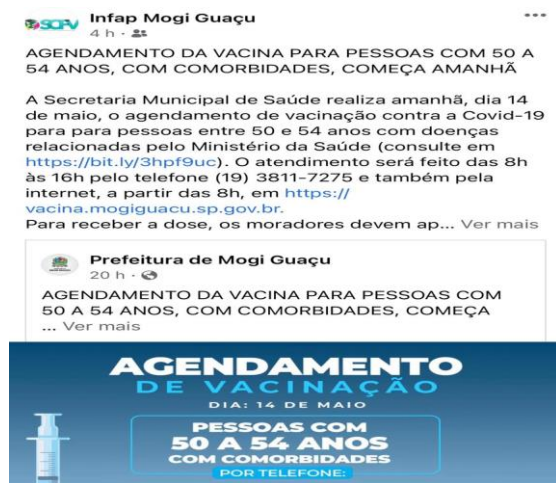 SCFV Infap Mogi Guaçu
4 h ·
AGENDAMENTO DA VACINA PARA PESSOAS COM 50 A
54 ANOS, COM COMORBIDADES, COMEÇA AMANHÃ
A Secretaria Municipal de Saúde realiza amanhã, dia 14
de maio, o agendamento de vacinação contra a Covid-19
para para pessoas entre 50 e 54 anos com doenças
relacionadas pelo Ministério da Saúde (consulte em
https://bit.ly/3hpf9uc). O atendimento será feito das 8h
às 16h pelo telefone (19) 3811-7275 e também pela
internet, a partir das 8h, em https://
vacina.mogiguacu.sp.gov.br.
Para receber a dose, os moradores devem ap... Ver mais
Prefeitura de Mogi Guaçu
20 h ·
AGENDAMENTO DA VACINA PARA PESSOAS COM
50 A 54 ANOS, COM COMORBIDADES, COMEÇA
... Ver mais
AGENDAMENTO
DE VACINAÇÃO
DIA: 14 DE MAIO
PESSOAS COM
50 A 54 ANOS
COM COMORBIDADES
POR TELEFONE: